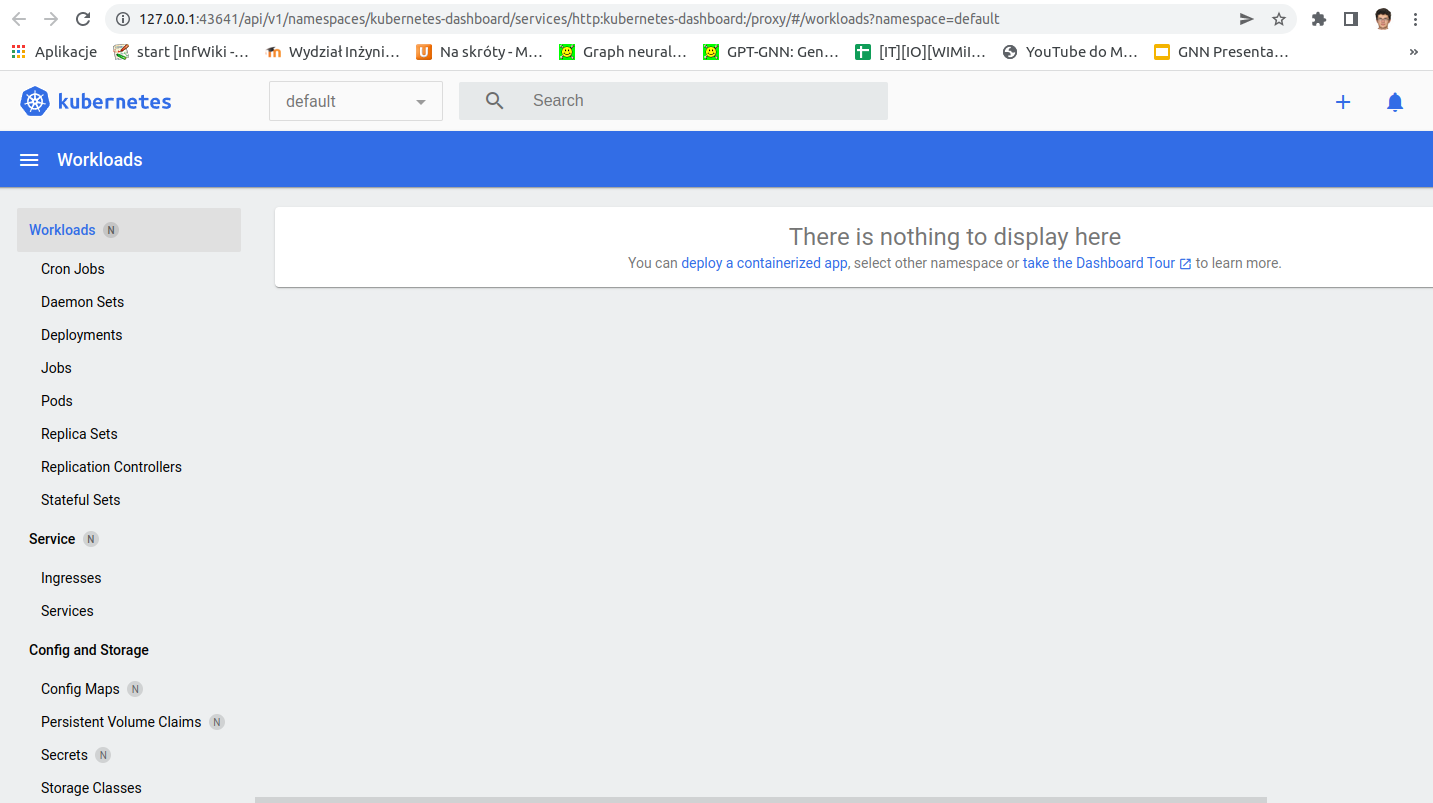 127.0.0.1:43641/api/v1/namespaces/kubernetes-dashboard/services/http:kubernetes-dashboard:/proxy/#/workloads?namespace=default
Aplikacje start [InfWiki -... Wydział Inżyni... Na skróty - M... Graph neural... GPT-GNN: Gen... [IT][IO][WIMiI... YouTube do M... GNN Presenta... »
kubernetes default Search
Workloads
Workloads N
There is nothing to display here
You can deploy a containerized app, select other namespace or take the Dashboard Tour to learn more.
Cron Jobs
Daemon Sets
Deployments
Jobs
Pods
Replica Sets
Replication Controllers
Stateful Sets
Service N
Ingresses
Services
Config and Storage
Config Maps N
Persistent Volume Claims N
Secrets N
Storage Classes